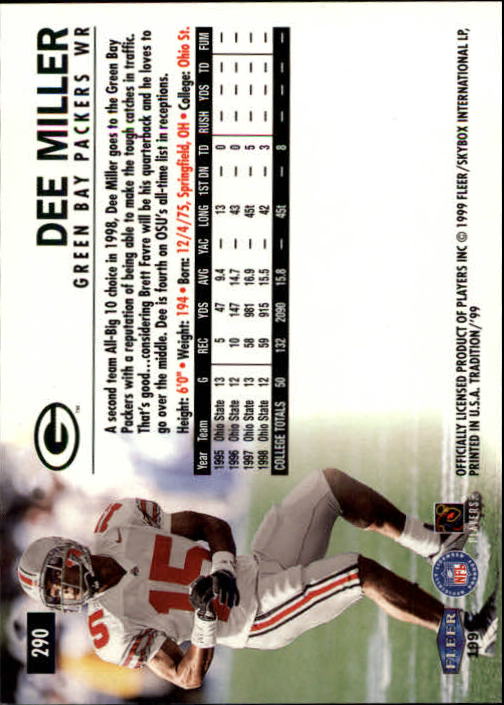 290
DEE MILLER
GREEN BAY PACKERS WR
G
TM
A second team All-Big 10 choice in 1998, Dee Miller goes to the Green Bay
Packers with a reputation of being able to make the tough catches in traffic.
That's good...considering Brett Favre will be his quarterback and he loves to
go over the middle. Dee is fourth on OSU's all-time list in receptions.
Height: 6'0" • Weight: 194 • Born: 12/4/75, Springfield, OH • College: Ohio St.
Year Team G REC YDS AVG YAC LONG 1ST DN TD RUSH YDS TD FUM
1995 Ohio State 13 5 47 9.4 — 13 — 0 — — — —
1996 Ohio State 12 10 147 14.7 — 43 — 0 — — — —
1997 Ohio State 13 58 981 16.9 — 45t — 5 — — — —
1998 Ohio State 12 59 915 15.5 — 42 — 3 — — — —
COLLEGE TOTALS 50 132 2090 15.8 — 45t — 8 — — — —
15
15
FLEER
NFL
PLAYERS
OFFICIALLY LICENSED PRODUCT OF PLAYERS INC © 1999 FLEER/SKYBOX INTERNATIONAL LP,
PRINTED IN U.S.A. TRADITION/'99